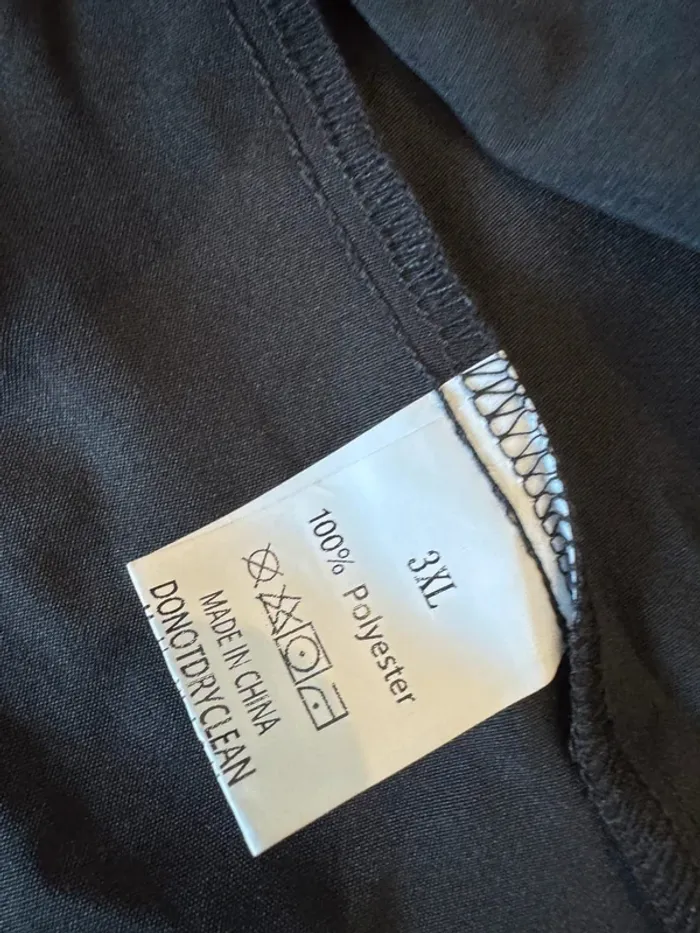 3XL
100% Polyester
MADE IN CHINA
DONOTDRYCLEAN